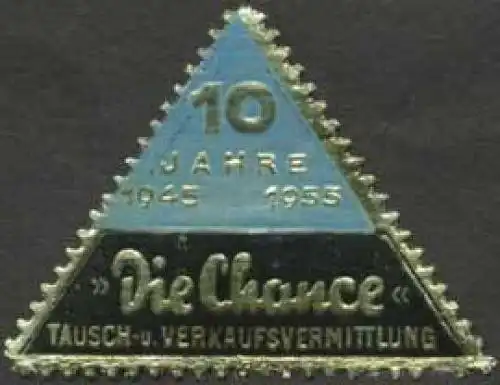 10
JAHRE
1945 1955
»Die Chance«
TAUSCH-u. VERKAUFSVERMITTLUNG